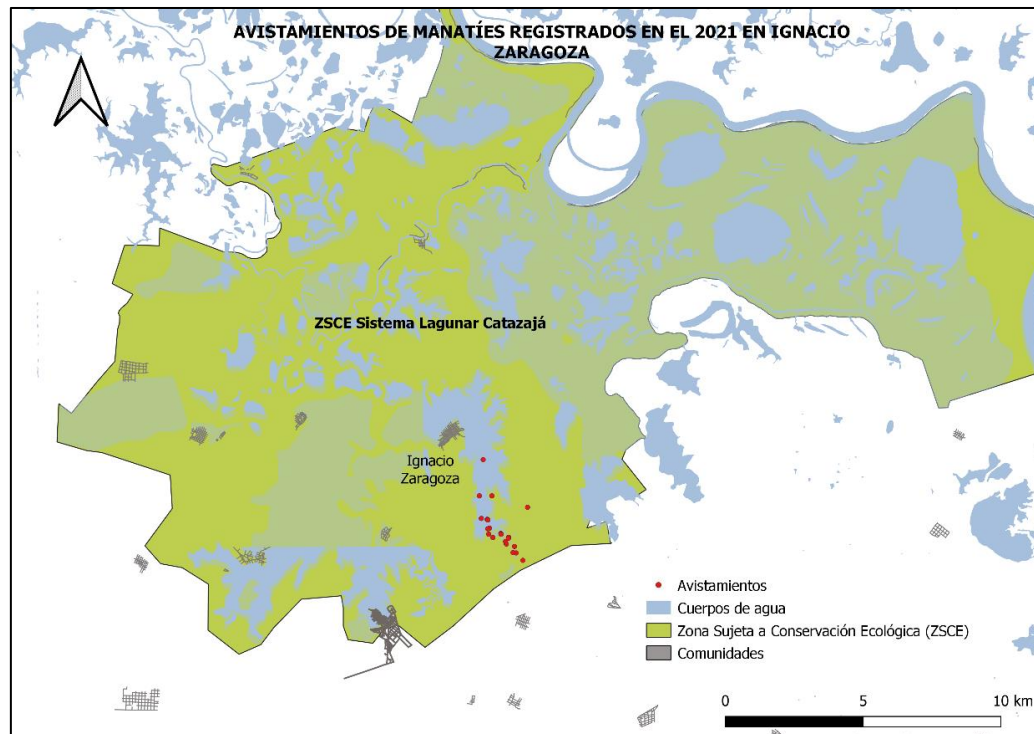 AVISTAMIENTOS DE MANATÍES REGISTRADOS EN EL 2021 EN IGNACIO
ZARAGOZA
ZSCE Sistema Lagunar Catazajá
Ignacio
Zaragoza
Avistamientos
Cuerpos de agua
Zona Sujeta a Conservación Ecológica (ZSCE)
Comunidades
0 5 10 km